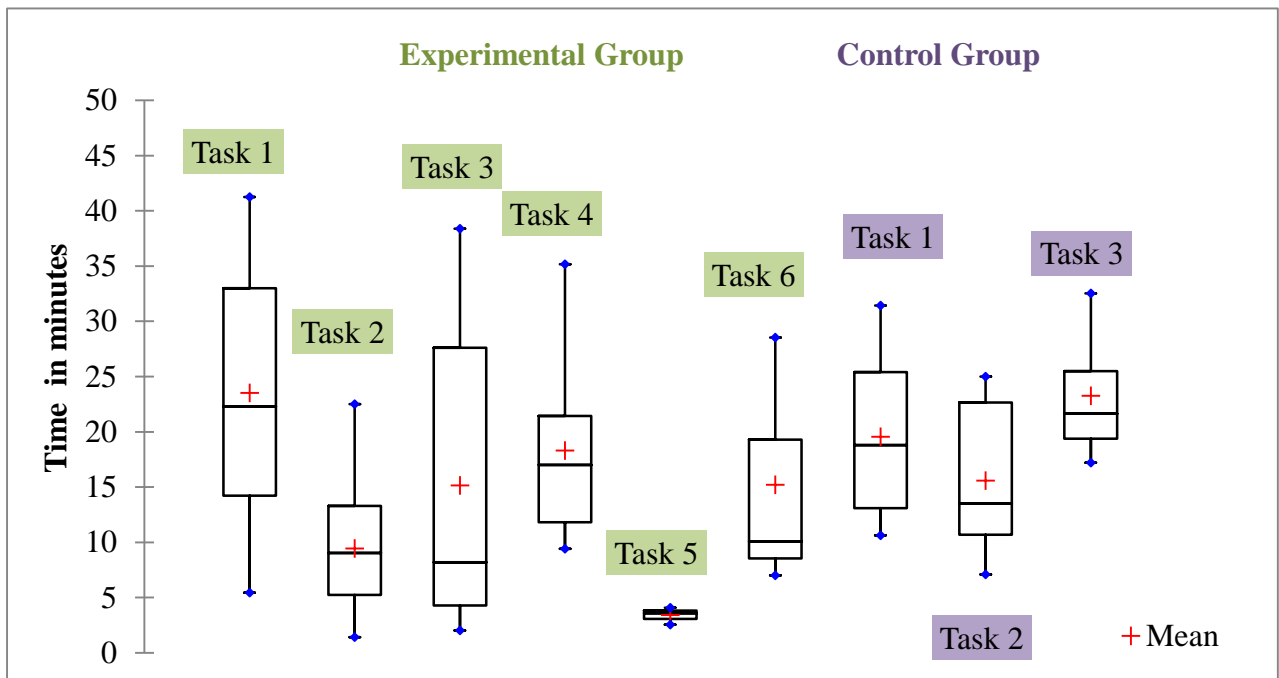 Experimental Group
Control Group
50
45
40
35
30
25
20
15
10
5
0
Time in minutes
Task 1
Task 2
Task 3
Task 4
Task 5
Task 6
Task 1
Task 2
Task 3
Mean